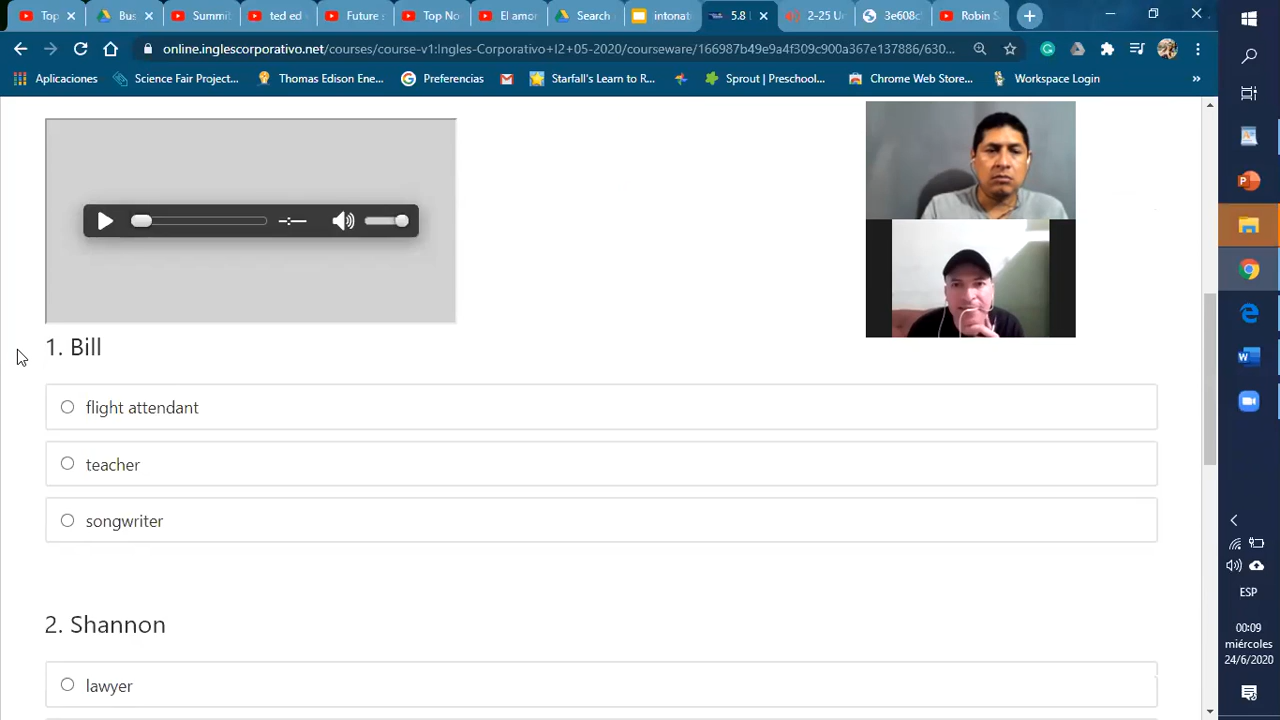 Top
Bus
Summit
ted ed
Future s
Top No
El amor
Search
intonat
5.8 L
2-25 U
3e608c
Robin S
online.inglescorporativo.net/courses/course-v1:Ingles-Corporativo+I2+05-2020/courseware/166987b49e9a4f309c900a367e137886/630...
Aplicaciones
Science Fair Project...
Thomas Edison Ene...
Preferencias
Starfall's Learn to R...
Sprout | Preschool...
Chrome Web Store...
Workspace Login
»
1. Bill
flight attendant
teacher
songwriter
2. Shannon
lawyer
ESP
00:09
miércoles
24/6/2020